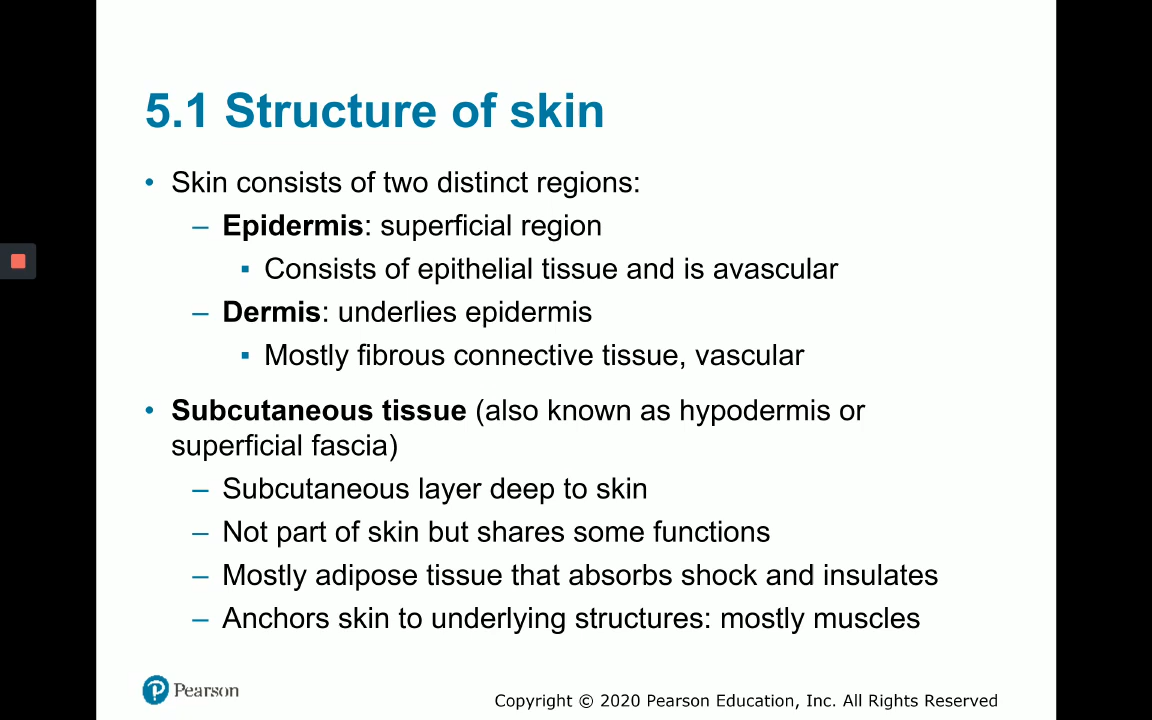 5.1 Structure of skin
• Skin consists of two distinct regions:
– Epidermis: superficial region
▪ Consists of epithelial tissue and is avascular
– Dermis: underlies epidermis
▪ Mostly fibrous connective tissue, vascular
• Subcutaneous tissue (also known as hypodermis or
superficial fascia)
– Subcutaneous layer deep to skin
– Not part of skin but shares some functions
– Mostly adipose tissue that absorbs shock and insulates
– Anchors skin to underlying structures: mostly muscles
P Pearson
Copyright © 2020 Pearson Education, Inc. All Rights Reserved